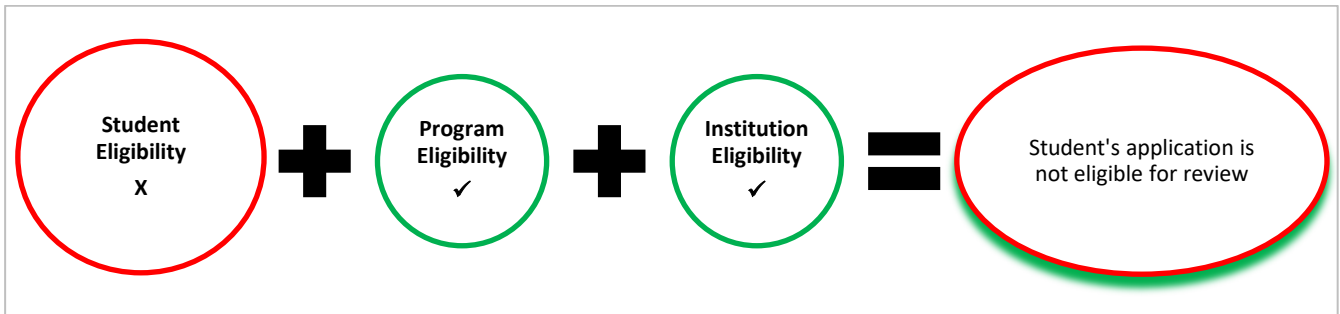 Student
Eligibility
X
Program
Eligibility
✓
Institution
Eligibility
✓
Student's application is
not eligible for review